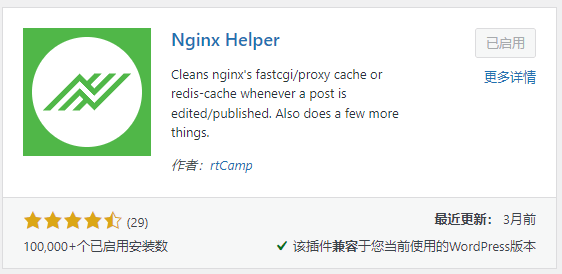 Nginx Helper
已启用
更多详情
Cleans nginx's fastcgi/proxy cache or
redis-cache whenever a post is
edited/published. Also does a few more
things.
作者：rtCamp
(29)
最近更新： 3月前
100,000+个已启用安装数
该插件兼容于您当前使用的WordPress版本